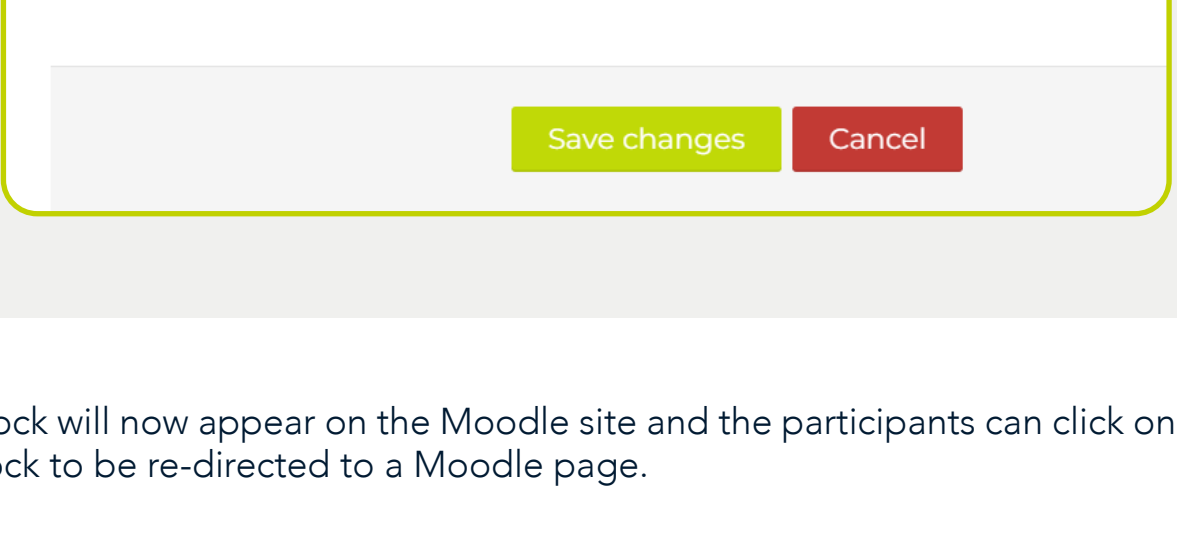 Save changes Cancel
ock will now appear on the Moodle site and the participants can click on
ck to be re-directed to a Moodle page.